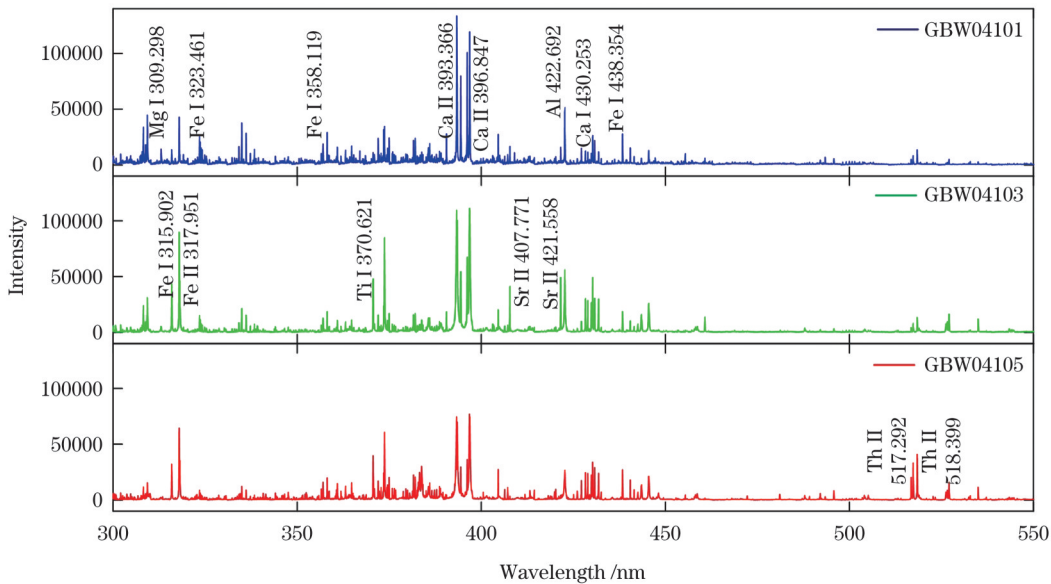 GBW04101
100000
50000
0
Mg I 309.298
Fe I 323.461
Fe I 358.119
Ca II 393.366
Ca II 396.847
Al 422.692
Ca I 430.253
Fe I 438.354
GBW04103
100000
50000
0
Fe I 315.902
Fe II 317.951
Ti I 370.621
Sr II 407.771
Sr II 421.558
Intensity
GBW04105
100000
50000
0
Th II
517.292
Th II
518.399
300
350
400
450
500
550
Wavelength /nm